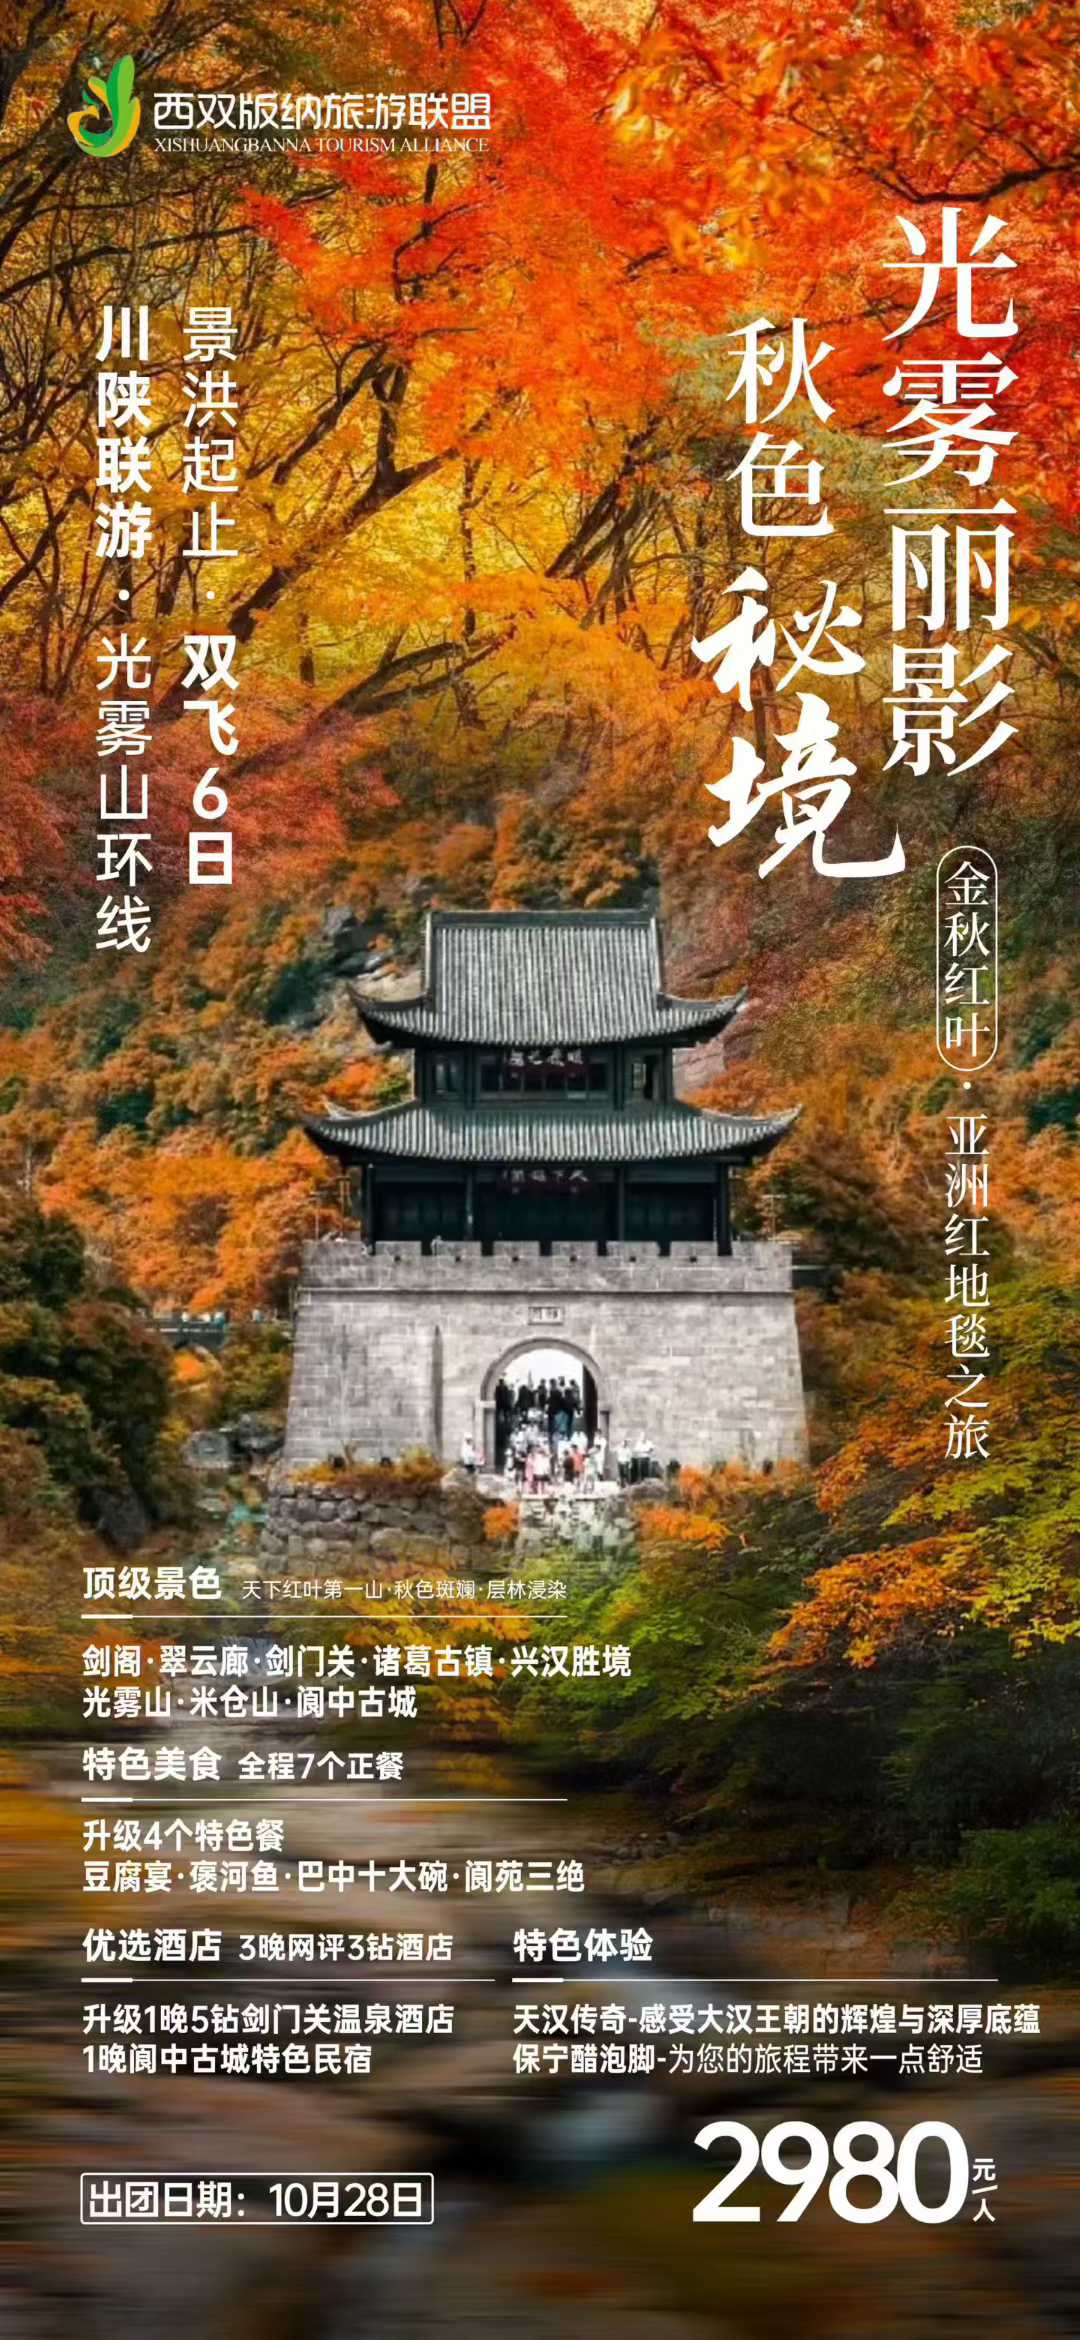 西双版纳旅游联盟
XISHUANGBANNA TOURISM ALLIANCE
光雾丽影
秋色秘境
金秋红叶·亚洲红地毯之旅
景洪起止·双飞6日
川陕联游·光雾山环线
天下雄关
顶级景色 天下红叶第一山·秋色斑斓·层林浸染
剑阁·翠云廊·剑门关·诸葛古镇·兴汉胜境
光雾山·米仓山·阆中古城
特色美食 全程7个正餐
升级4个特色餐
豆腐宴·褒河鱼·巴中十大碗·阆苑三绝
优选酒店 3晚网评3钻酒店
升级1晚5钻剑门关温泉酒店
1晚阆中古城特色民宿
特色体验
天汉传奇-感受大汉王朝的辉煌与深厚底蕴
保宁醋泡脚-为您的旅程带来一点舒适
出团日期：10月28日
2980元/人